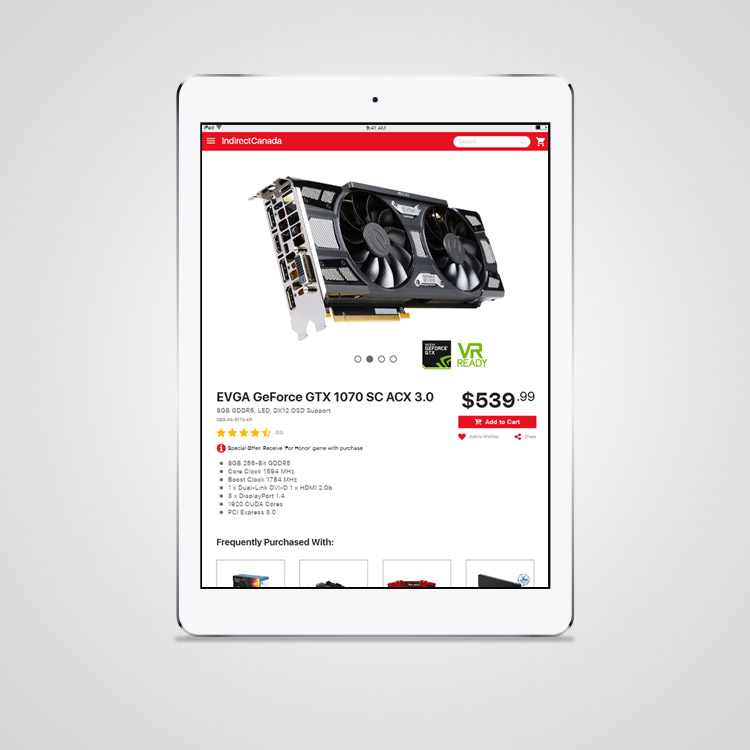 iPad
9:41 AM
IndirectCanada
Search
EVGA
GEFORCE
GTX
VR
READY
EVGA GeForce GTX 1070 SC ACX 3.0
$539.99
8GB GDDR5, LED, DX12 OSD Support
Add to Cart
Add to Wishlist
Share
Special Offer: Receive 'For Honor' game with purchase
8GB 256-Bit GDDR5
Core Clock 1594 MHz
Boost Clock 1784 MHz
1 x Dual-Link DVI-D 1 x HDMI 2.0b
3 x DisplayPort 1.4
1920 CUDA Cores
PCI Express 3.0
Frequently Purchased With: